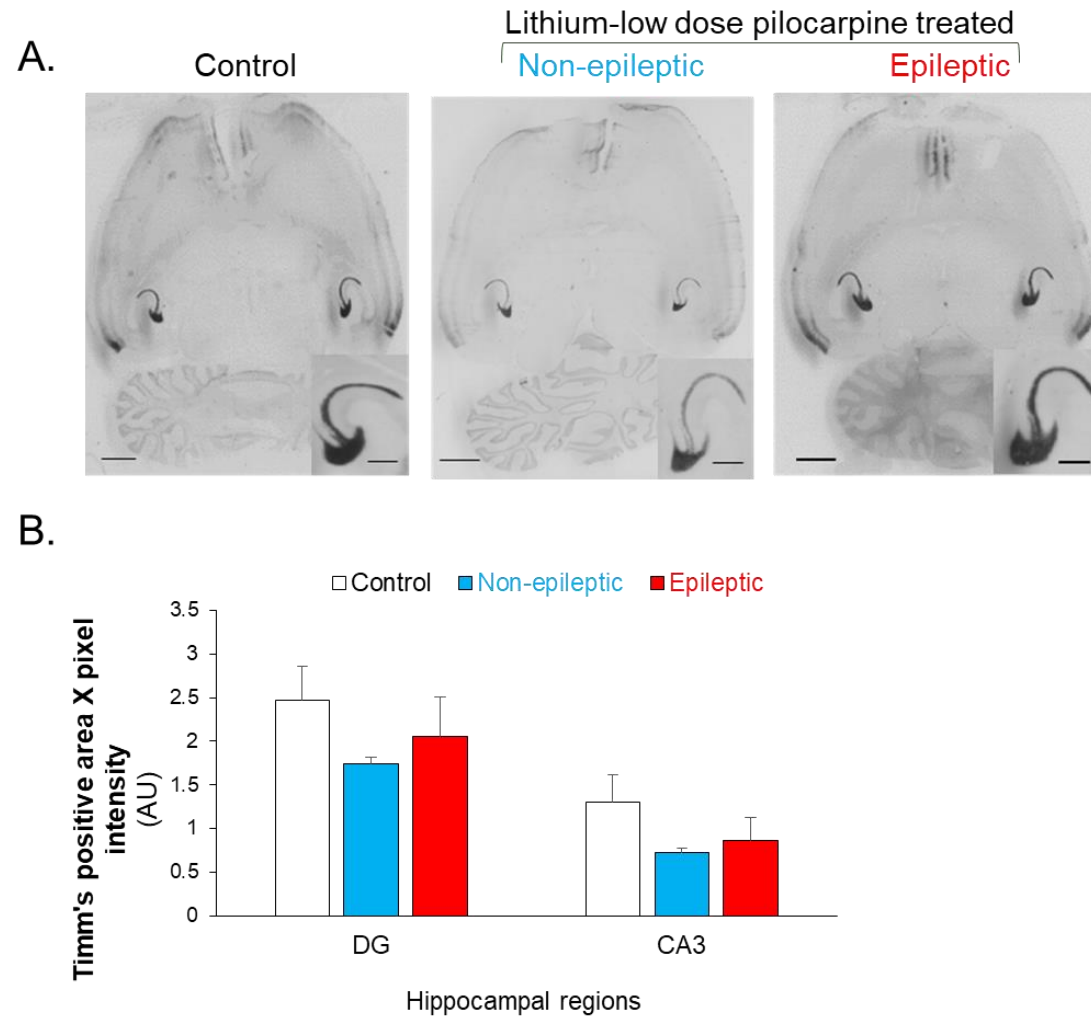 Lithium-low dose pilocarpine treated
A.
Control
Non-epileptic
Epileptic
B.
Control
Non-epileptic
Epileptic
Timm's positive area X pixel
intensity
(AU)
3.5
3
2.5
2
1.5
1
0.5
0
DG
CA3
Hippocampal regions